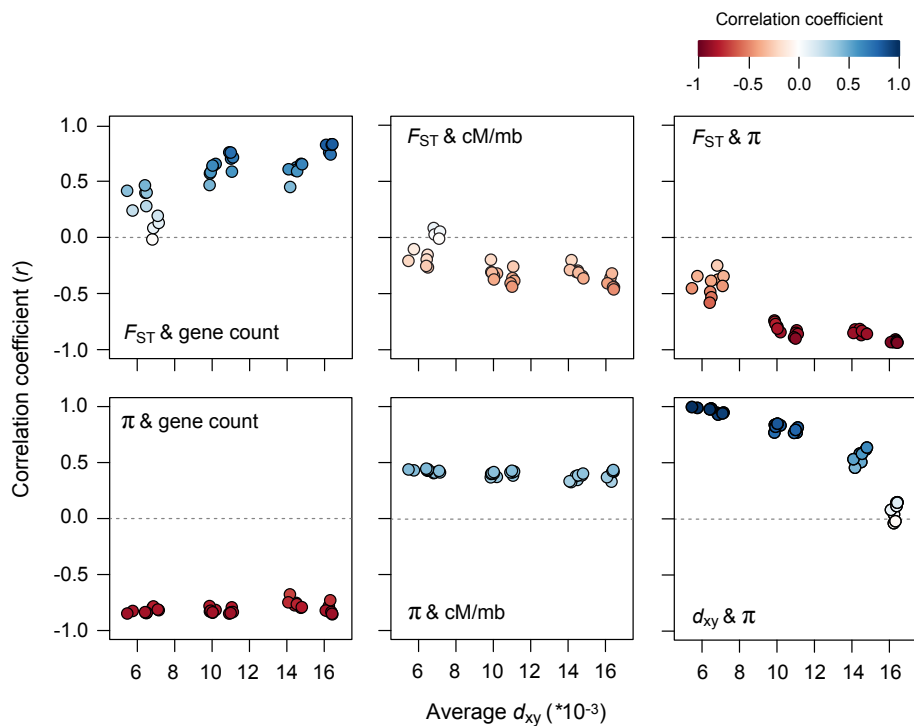 Correlation coefficient
-1 -0.5 0.0 0.5 1.0
Correlation coefficient (r)
1.0
0.5
0.0
-0.5
-1.0
FST & gene count
FST & cM/mb
FST & π
1.0
0.5
0.0
-0.5
-1.0
π & gene count
π & cM/mb
dxy & π
6 8 10 12 14 16
6 8 10 12 14 16
6 8 10 12 14 16
Average dxy (*10-3)